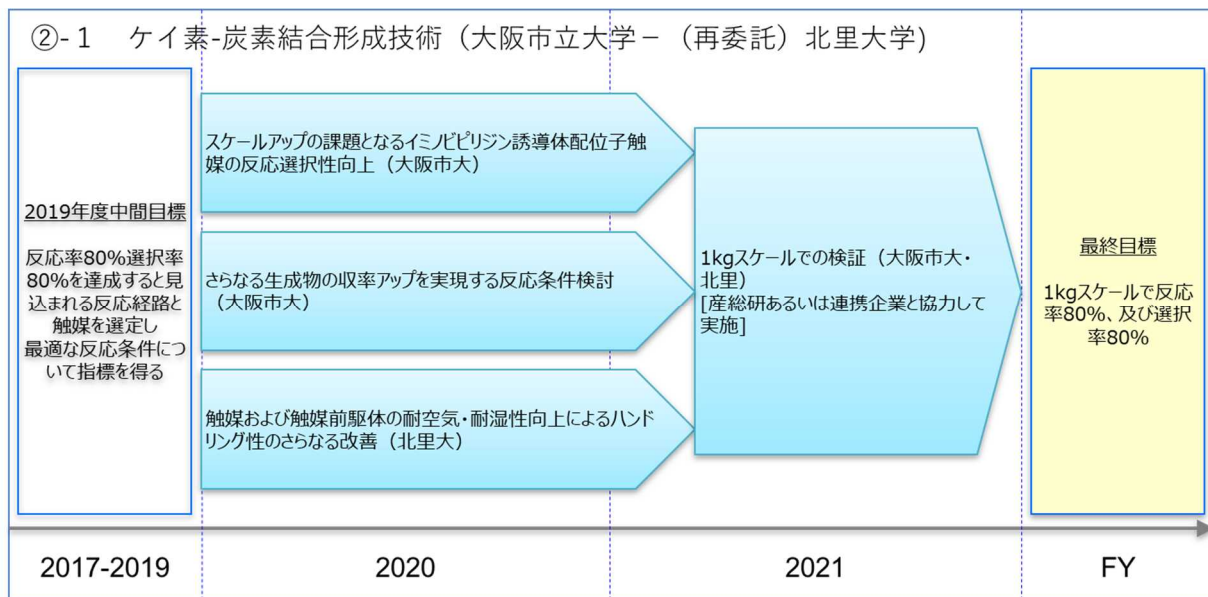 ②-1 ケイ素-炭素結合形成技術（大阪市立大学－（再委託）北里大学)
2019年度中間目標
反応率80%選択率
80%を達成すると見
込まれる反応経路と
触媒を選定し
最適な反応条件につ
いて指標を得る
スケールアップの課題となるイミノビピリジン誘導体配位子触
媒の反応選択性向上（大阪市大）
さらなる生成物の収率アップを実現する反応条件検討
（大阪市大）
触媒および触媒前駆体の耐空気・耐湿性向上によるハンド
リング性のさらなる改善（北里大）
1kgスケールでの検証（大阪市大・
北里）
[産総研あるいは連携企業と協力して
実施]
最終目標
1kgスケールで反応
率80%、及び選択
率80%
2017-2019
2020
2021
FY